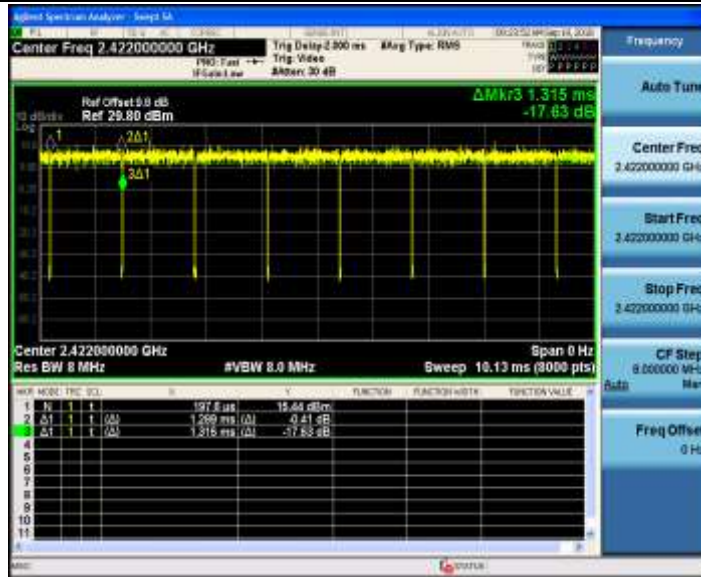 Agilent Spectrum Analyzer - Swept SA
Center Freq 2.422000000 GHz
PNO: Fast
IFGain:Low
Trig Delay-2.000 ms
Trig: Video
#Atten: 30 dB
#Avg Type: RMS
TRACE
TYPE
DET
Frequency
Ref Offset 9.8 dB
Ref 29.80 dBm
10 dB/div
Log
ΔMkr3 1.315 ms
-17.63 dB
1
2Δ1
3Δ1
Center 2.422000000 GHz
Span 0 Hz
Res BW 8 MHz
#VBW 8.0 MHz
Sweep 10.13 ms (8000 pts)
MKR MODE TRC SCL X Y FUNCTION FUNCTION WIDTH FUNCTION VALUE
1 N 1 t 197.6 us 15.44 dBm
2 Δ1 1 t (Δ) 1.289 ms (Δ) -0.41 dB
3 Δ1 1 t (Δ) 1.315 ms (Δ) -17.63 dB
4
5
6
7
8
9
10
11
MSG
STATUS
Auto Tune
Center Freq
2.422000000 GHz
Start Freq
2.422000000 GHz
Stop Freq
2.422000000 GHz
CF Step
8.000000 MHz
Auto Man
Freq Offset
0 Hz